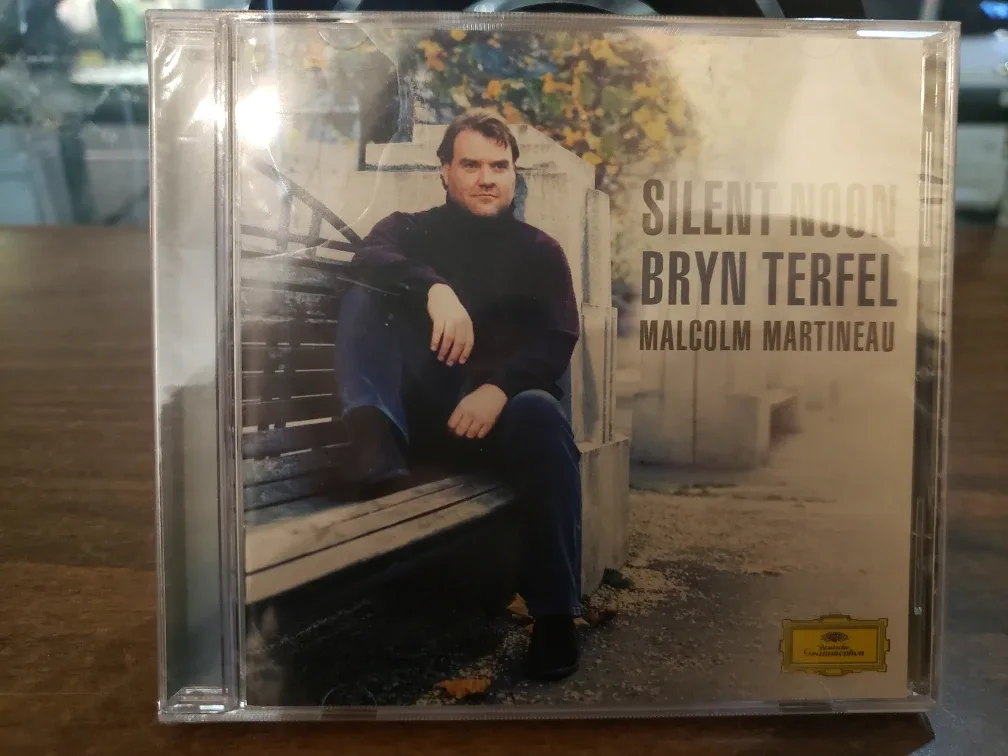 SILENT NOON
BRYN TERFEL
MALCOLM MARTINEAU
Deutsche
Grammophon